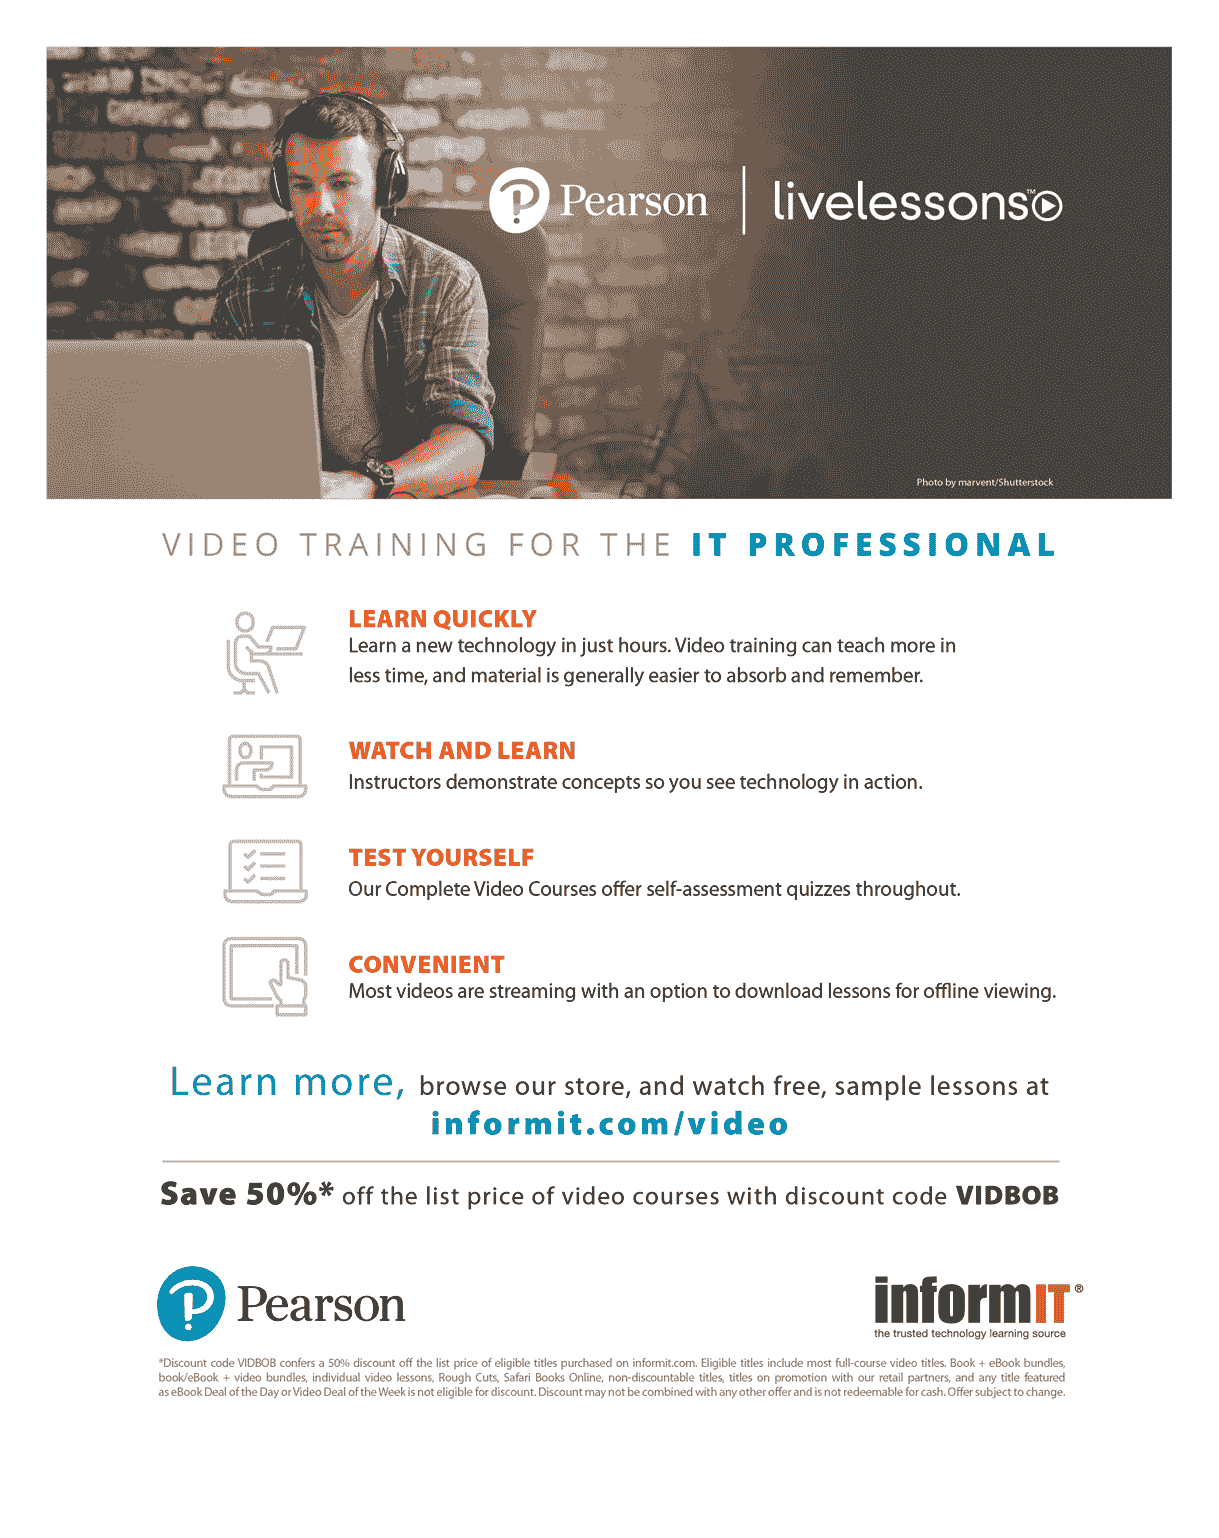 Pearson | livelessons™
Photo by marvent/Shutterstock
VIDEO TRAINING FOR THE IT PROFESSIONAL
LEARN QUICKLY
Learn a new technology in just hours. Video training can teach more in
less time, and material is generally easier to absorb and remember.
WATCH AND LEARN
Instructors demonstrate concepts so you see technology in action.
TEST YOURSELF
Our Complete Video Courses offer self-assessment quizzes throughout.
CONVENIENT
Most videos are streaming with an option to download lessons for offline viewing.
Learn more, browse our store, and watch free, sample lessons at
informit.com/video
Save 50%* off the list price of video courses with discount code VIDBOB
Pearson
informIT®
the trusted technology learning source
*Discount code VIDBOB confers a 50% discount off the list price of eligible titles purchased on informit.com. Eligible titles include most full-course video titles. Book + eBook bundles,
book/eBook + video bundles, individual video lessons, Rough Cuts, Safari Books Online, non-discountable titles, titles on promotion with our retail partners, and any title featured
as eBook Deal of the Day or Video Deal of the Week is not eligible for discount. Discount may not be combined with any other offer and is not redeemable for cash. Offer subject to change.